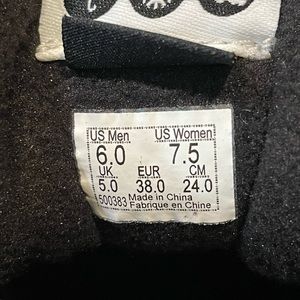 US Men US Women
6.0 7.5
UK EUR CM
5.0 38.0 24.0
500383 Made in China
Fabrique en Chine